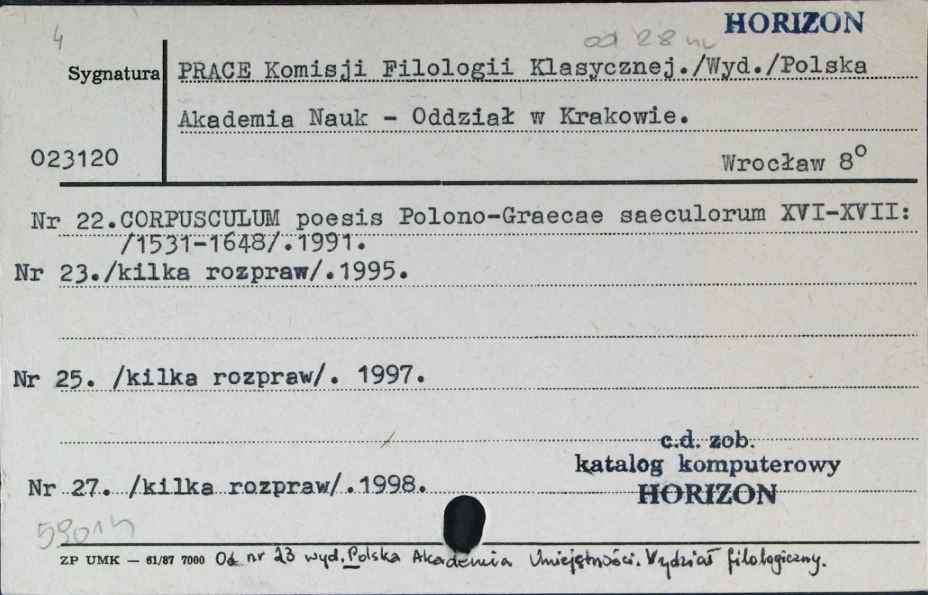 HORIZON
4
od 28
Sygnatura PRACE Komisji Filologii Klasycznej./Wyd./Polska
Akademia Nauk - Oddział w Krakowie.
023120
Wrocław 8°
Nr 22.CORPUSCULUM poesis Polono-Graecae saeculorum XVI-XVII:
/1531-1648/.1991.
Nr 23./kilka rozpraw/.1995.
Nr 25. /kilka rozpraw/. 1997.
c.d. zob.
katalog komputerowy
Nr 27. /kilka rozpraw/.1998.
HORIZON
ZP UMK — 61/87 7000 Od nr 23 wyd. Polska Akademia Umiejętności. Wydział filologiczny.